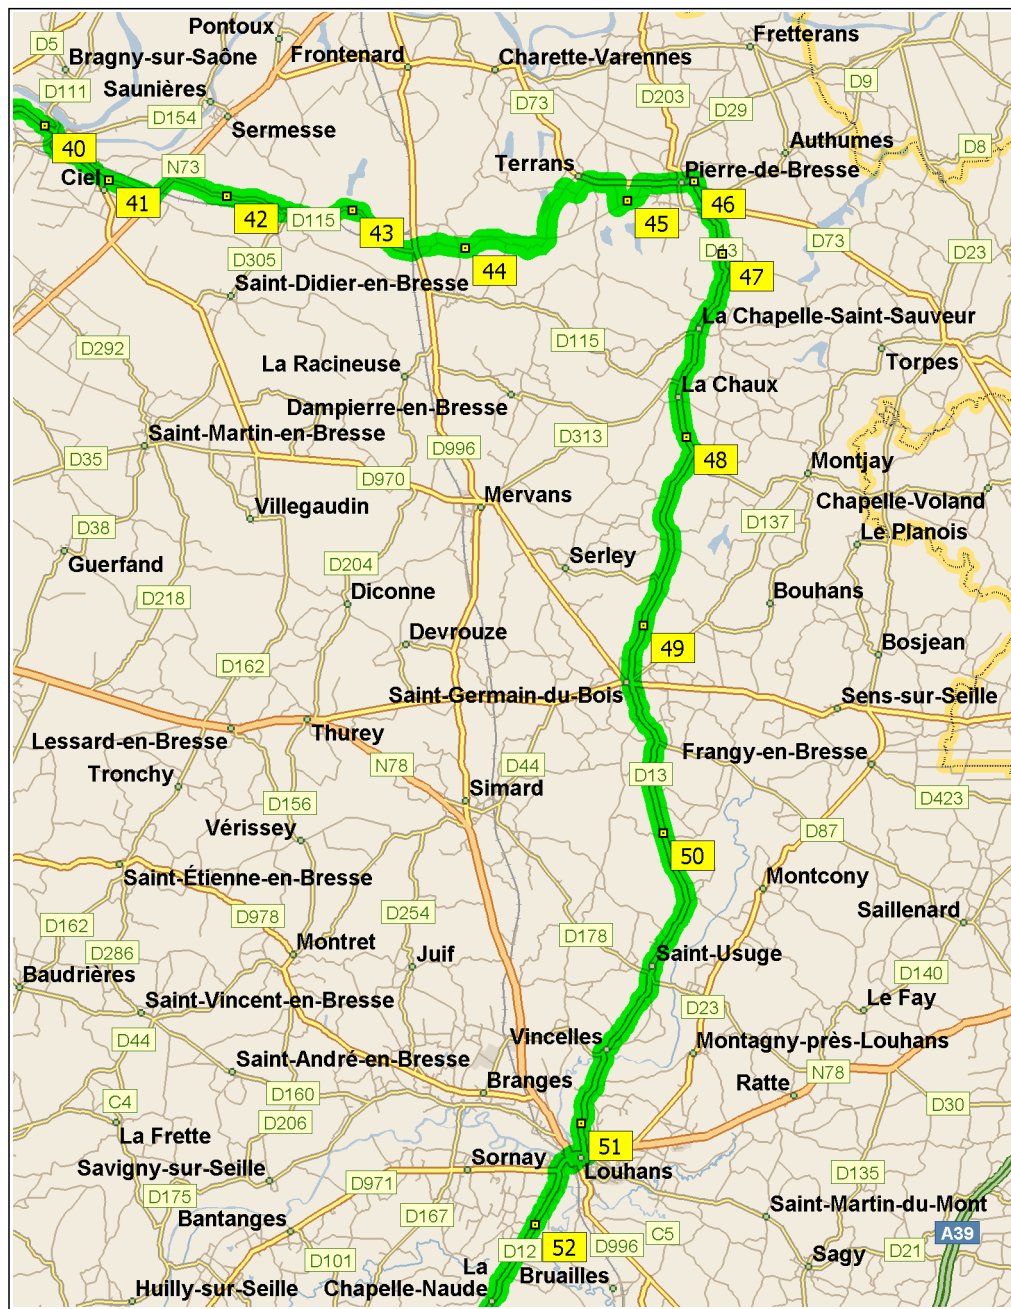 Pontoux
D5
Bragny-sur-Saône
Frontenard
Charette-Varennes
Fretterans
D111
Saunières
D154
Sermesse
D73
D203
D29
D9
Authumes
D8
40
N73
Terrans
Pierre-de-Bresse
Ciel
41
42
D115
43
44
45
46
D13
D73
D23
D305
47
Saint-Didier-en-Bresse
La Chapelle-Saint-Sauveur
D292
D115
La Racineuse
Torpes
La Chaux
Dampierre-en-Bresse
Saint-Martin-en-Bresse
D996
D313
48
D35
D970
Montjay
Mervans
Chapelle-Voland
Villegaudin
D38
D137
Le Planois
Guerfand
D204
Serley
Diconne
Bouhans
D218
Devrouze
49
Bosjean
D162
Saint-Germain-du-Bois
Sens-sur-Seille
Lessard-en-Bresse
Thurey
Frangy-en-Bresse
Tronchy
N78
D44
D13
Simard
D423
D156
Vérissey
D87
50
Saint-Étienne-en-Bresse
Montcony
D162
D978
D254
Saillenard
D286
Montret
D178
Juif
Saint-Usuge
Baudrières
D140
Saint-Vincent-en-Bresse
Le Fay
D23
D44
Vincelles
Montagny-près-Louhans
Saint-André-en-Bresse
Branges
Ratte
N78
C4
D160
D30
D206
La Frette
51
Sornay
Louhans
Savigny-sur-Seille
D971
D135
D175
Saint-Martin-du-Mont
Bantanges
D167
D101
D12
52
D996
C5
A39
Sagy
D21
La
Chapelle-Naude
Bruailles
Huilly-sur-Seille